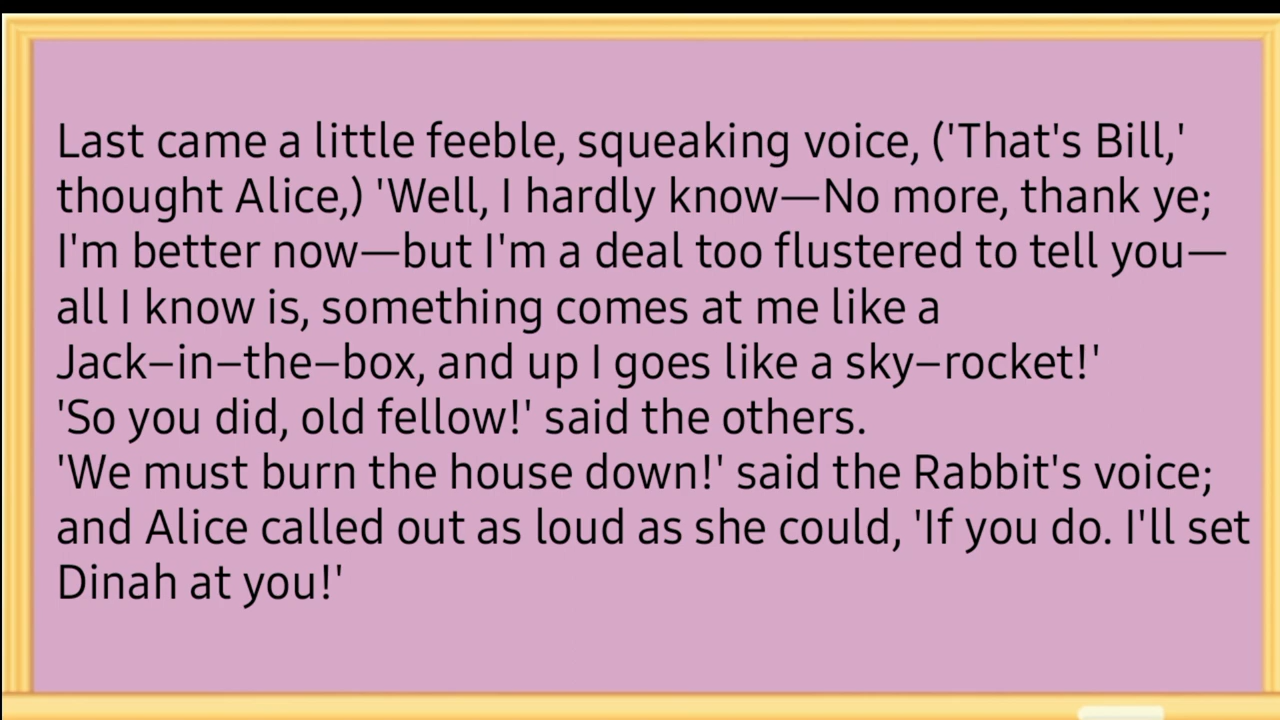 Last came a little feeble, squeaking voice, ('That's Bill,'
thought Alice,) 'Well, I hardly know—No more, thank ye;
I'm better now—but I'm a deal too flustered to tell you—
all I know is, something comes at me like a
Jack–in–the–box, and up I goes like a sky–rocket!'
'So you did, old fellow!' said the others.
'We must burn the house down!' said the Rabbit's voice;
and Alice called out as loud as she could, 'If you do. I'll set
Dinah at you!'